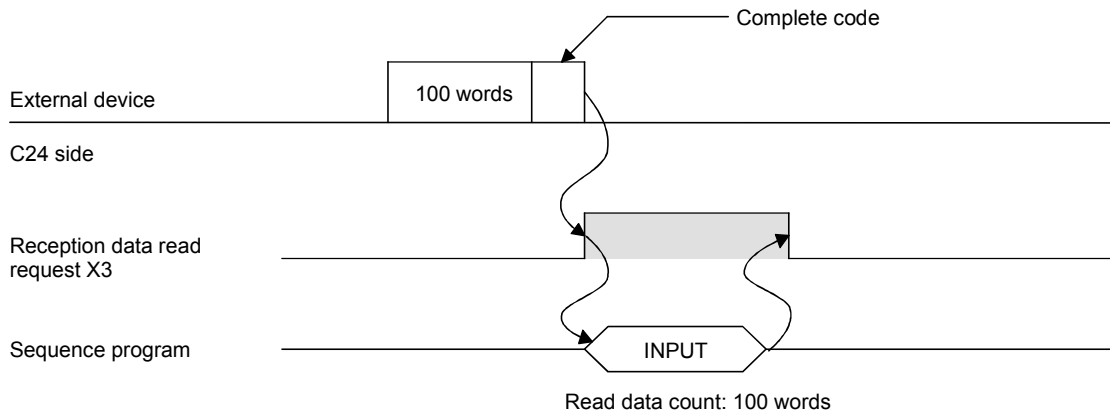 Complete code
External device
100 words
C24 side
Reception data read
request X3
Sequence program
INPUT
Read data count: 100 words